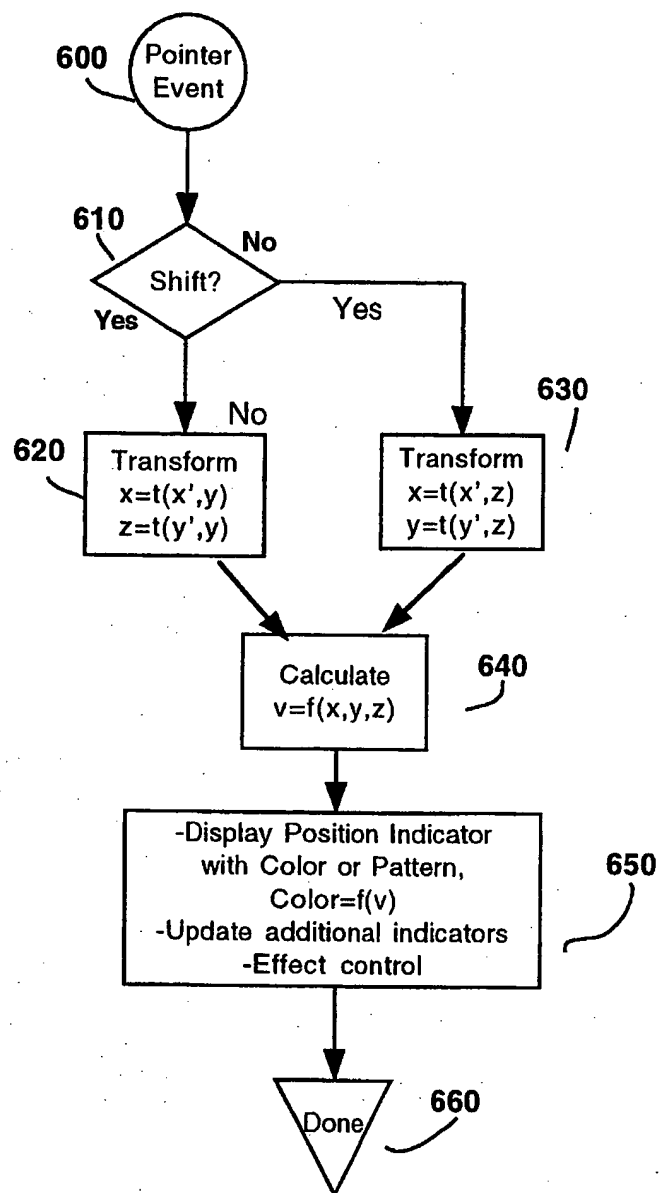 Pointer
Event
600
610
No
Shift?
Yes
Yes
No
630
620
Transform
x=t(x',y)
z=t(y',y)
Transform
x=t(x',z)
y=t(y',z)
Calculate
v=f(x,y,z)
640
-Display Position Indicator
with Color or Pattern,
Color=f(v)
-Update additional indicators
-Effect control
650
Done
660